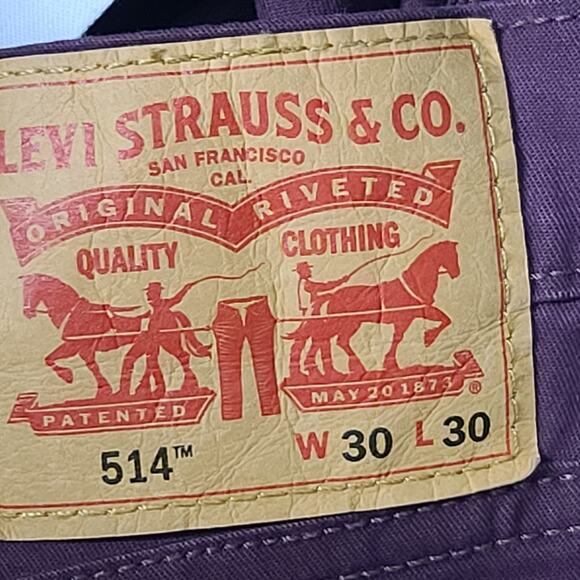 LEVI STRAUSS & CO.
SAN FRANCISCO
CAL.
ORIGINAL RIVETED
QUALITY CLOTHING
PATENTED MAY 20 1873 ®
514™ W 30 L 30